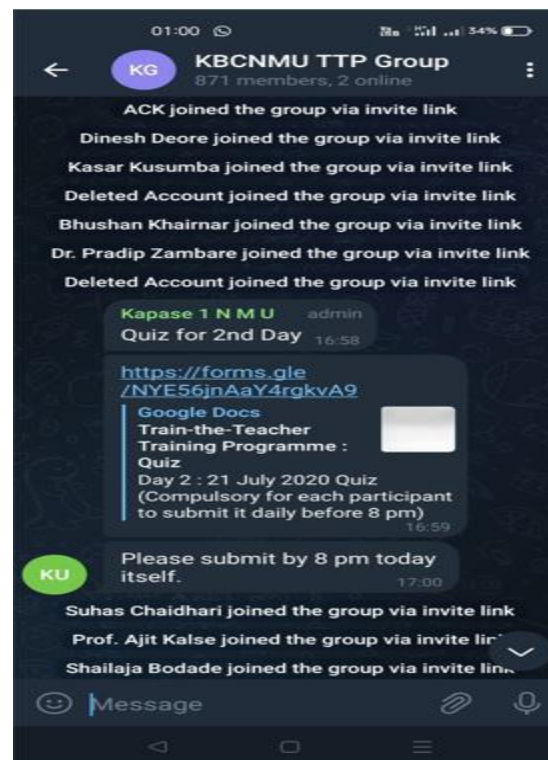 01:00
34%
KG
KBCNMU TTP Group
871 members, 2 online
ACK joined the group via invite link
Dinesh Deore joined the group via invite link
Kasar Kusumba joined the group via invite link
Deleted Account joined the group via invite link
Bhushan Khairnar joined the group via invite link
Dr. Pradip Zambare joined the group via invite link
Deleted Account joined the group via invite link
Kapase 1 N M U admin
Quiz for 2nd Day 16:58
https://forms.gle
/NYE56jnAaY4rgkvA9
Google Docs
Train-the-Teacher
Training Programme :
Quiz
Day 2 : 21 July 2020 Quiz
(Compulsory for each participant
to submit it daily before 8 pm)
16:59
Please submit by 8 pm today
itself. 17:00
KU
Suhas Chaidhari joined the group via invite link
Prof. Ajit Kalse joined the group via invite
Shailaja Bodade joined the group via invite link
Message